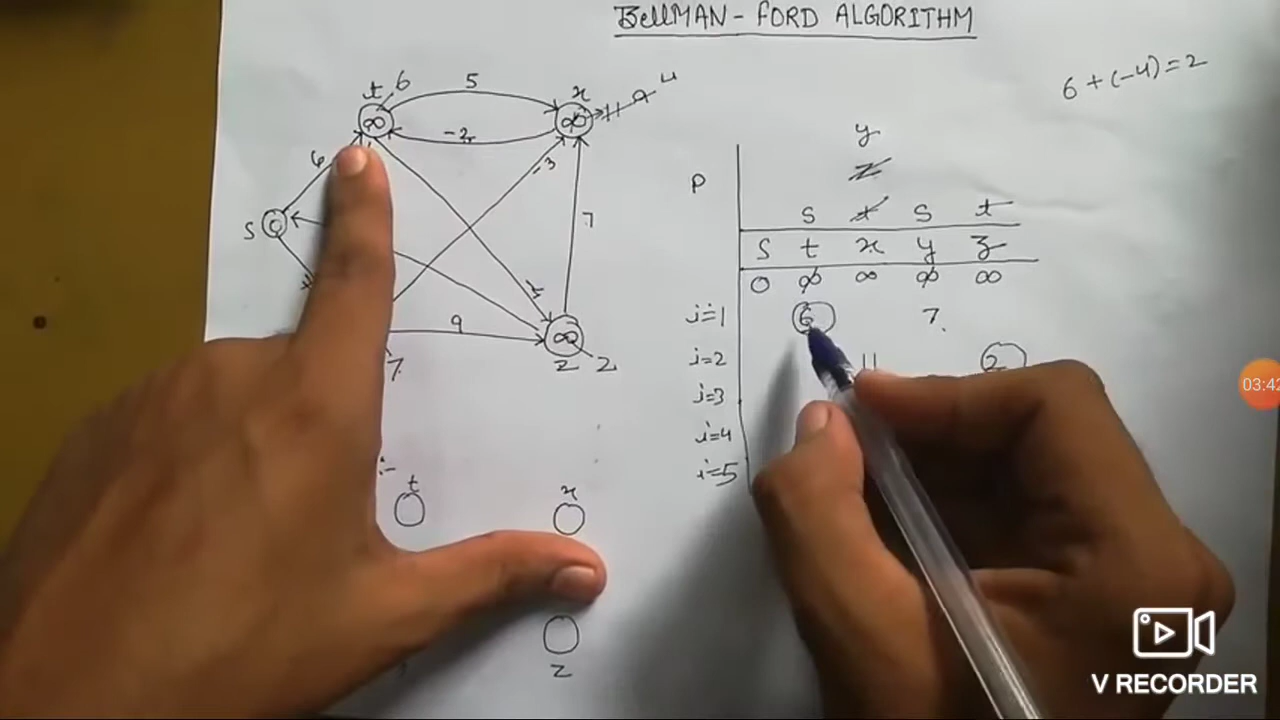 BellMAN - FORD ALGORITHM
6 + (-4) = 2
t 6 5 x 4
-2
6 -3
S 7
9
7 z 2
y
z
P
s t s t
s t x y z
0 ∞ ∞ ∞ ∞
i=1 6 7
i=2 11 2
i=3
i=4
i=5
t x
z
03:42
V RECORDER